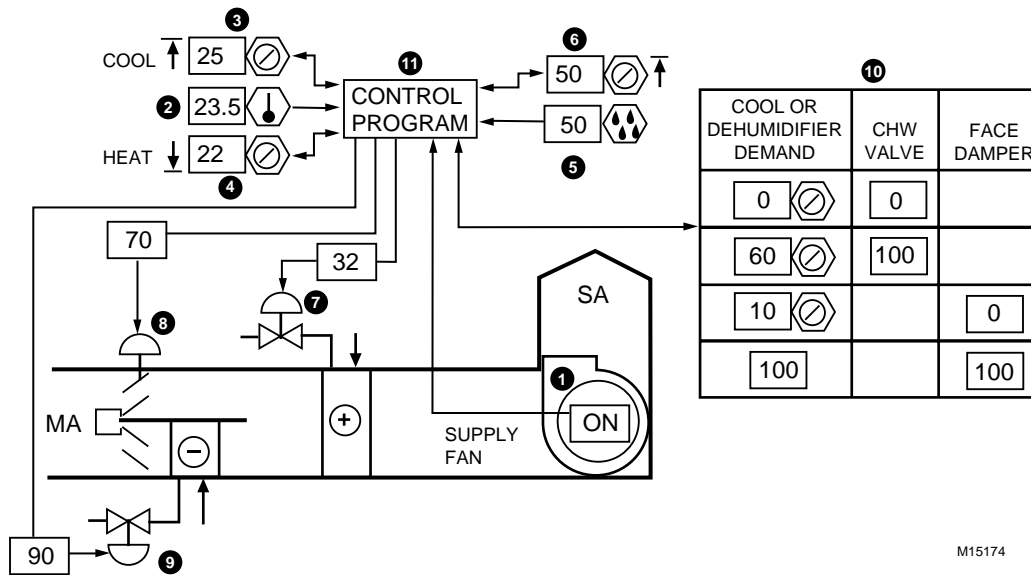 3
6
COOL 25
11
50
10
2 23.5
CONTROL
PROGRAM
50
HEAT 22
4
5
COOL OR
DEHUMIDIFIER
DEMAND
CHW
VALVE
FACE
DAMPER
0 0
60 100
10 0
100 100
70
32
7
8
SA
1
MA
+
ON
SUPPLY
FAN
−
90
9
M15174